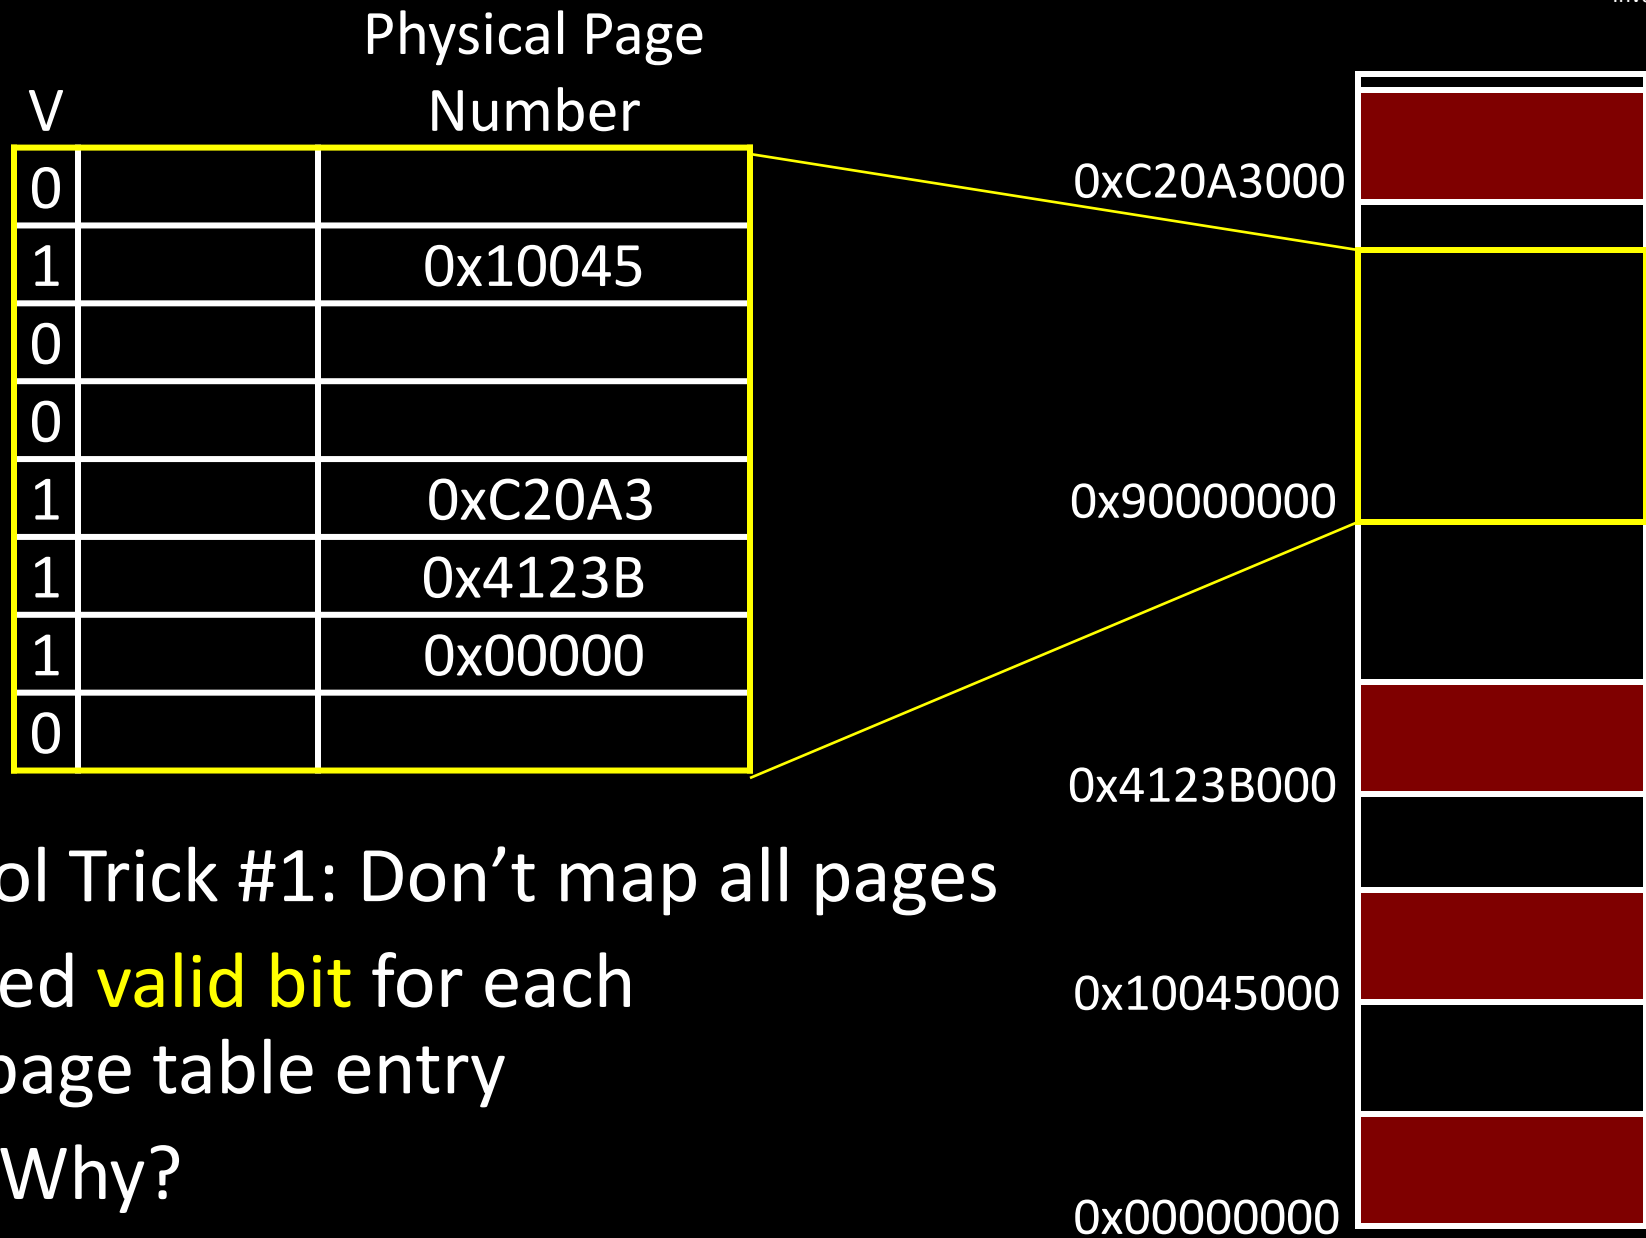 Physical Page
V Number
0
1 0x10045
0
0
1 0xC20A3
1 0x4123B
1 0x00000
0
0xC20A3000
0x90000000
0x4123B000
0x10045000
0x00000000
ol Trick #1: Don’t map all pages
ed valid bit for each
page table entry
Why?